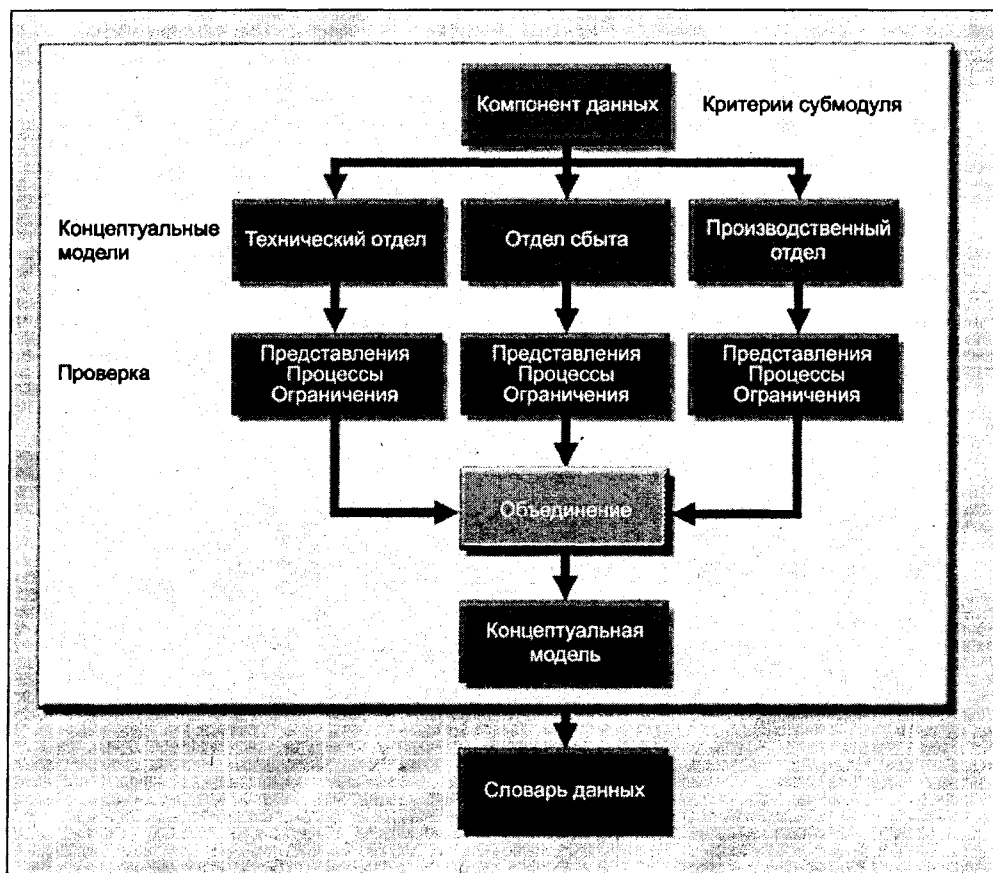 Компонент данных
Критерии субмодуля
Концептуальные
модели
Технический отдел
Отдел сбыта
Производственный
отдел
Проверка
Представления
Процессы
Ограничения
Представления
Процессы
Ограничения
Представления
Процессы
Ограничения
Объединение
Концептуальная
модель
Словарь данных